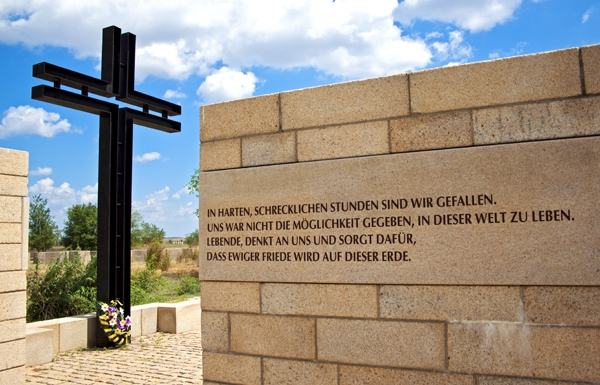 IN HARTEN, SCHRECKLICHEN STUNDEN SIND WIR GEFALLEN.
UNS WAR NICHT DIE MÖGLICHKEIT GEGEBEN, IN DIESER WELT ZU LEBEN.
LEBENDE, DENKT AN UNS UND SORGT DAFÜR,
DASS EWIGER FRIEDE WIRD AUF DIESER ERDE.